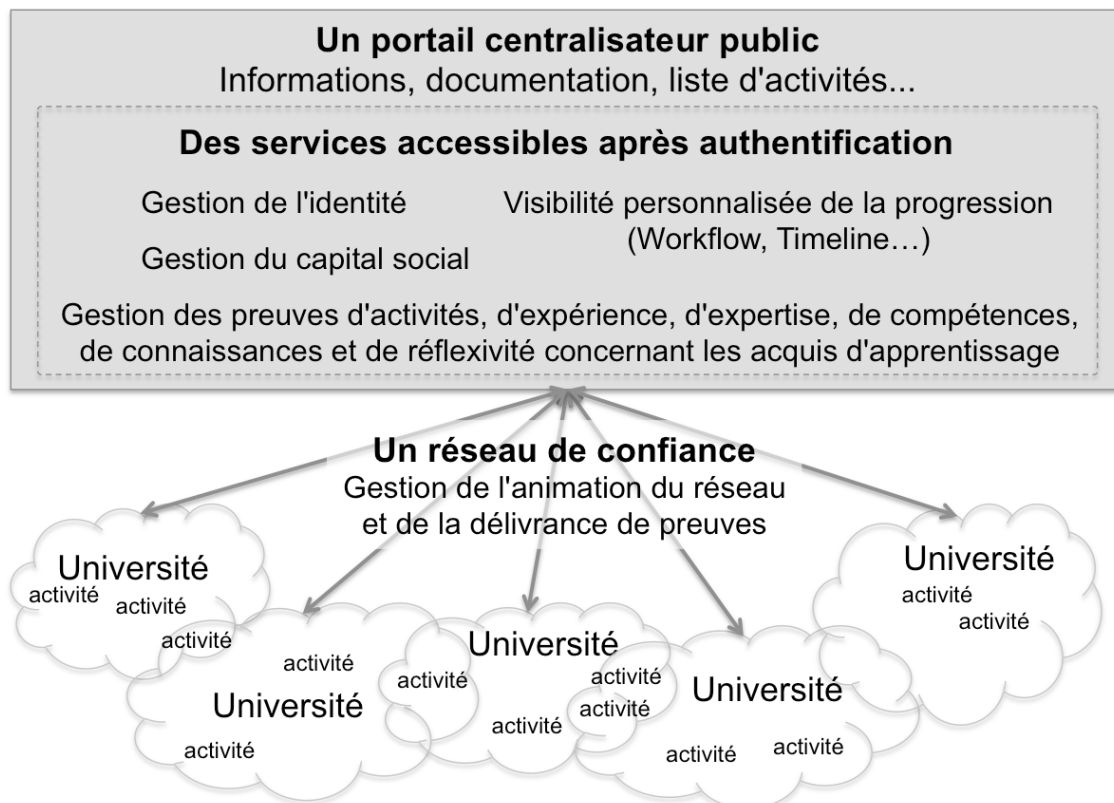 Un portail centralisateur public
Informations, documentation, liste d'activités...
Des services accessibles après authentification
Gestion de l'identité
Visibilité personnalisée de la progression
(Workflow, Timeline…)
Gestion du capital social
Gestion des preuves d'activités, d'expérience, d'expertise, de compétences,
de connaissances et de réflexivité concernant les acquis d'apprentissage
Un réseau de confiance
Gestion de l'animation du réseau
et de la délivrance de preuves
Université
activité
activité
activité
Université
activité
activité
activité
Université
activité
activité
activité
Université
activité
activité
Université
activité
activité